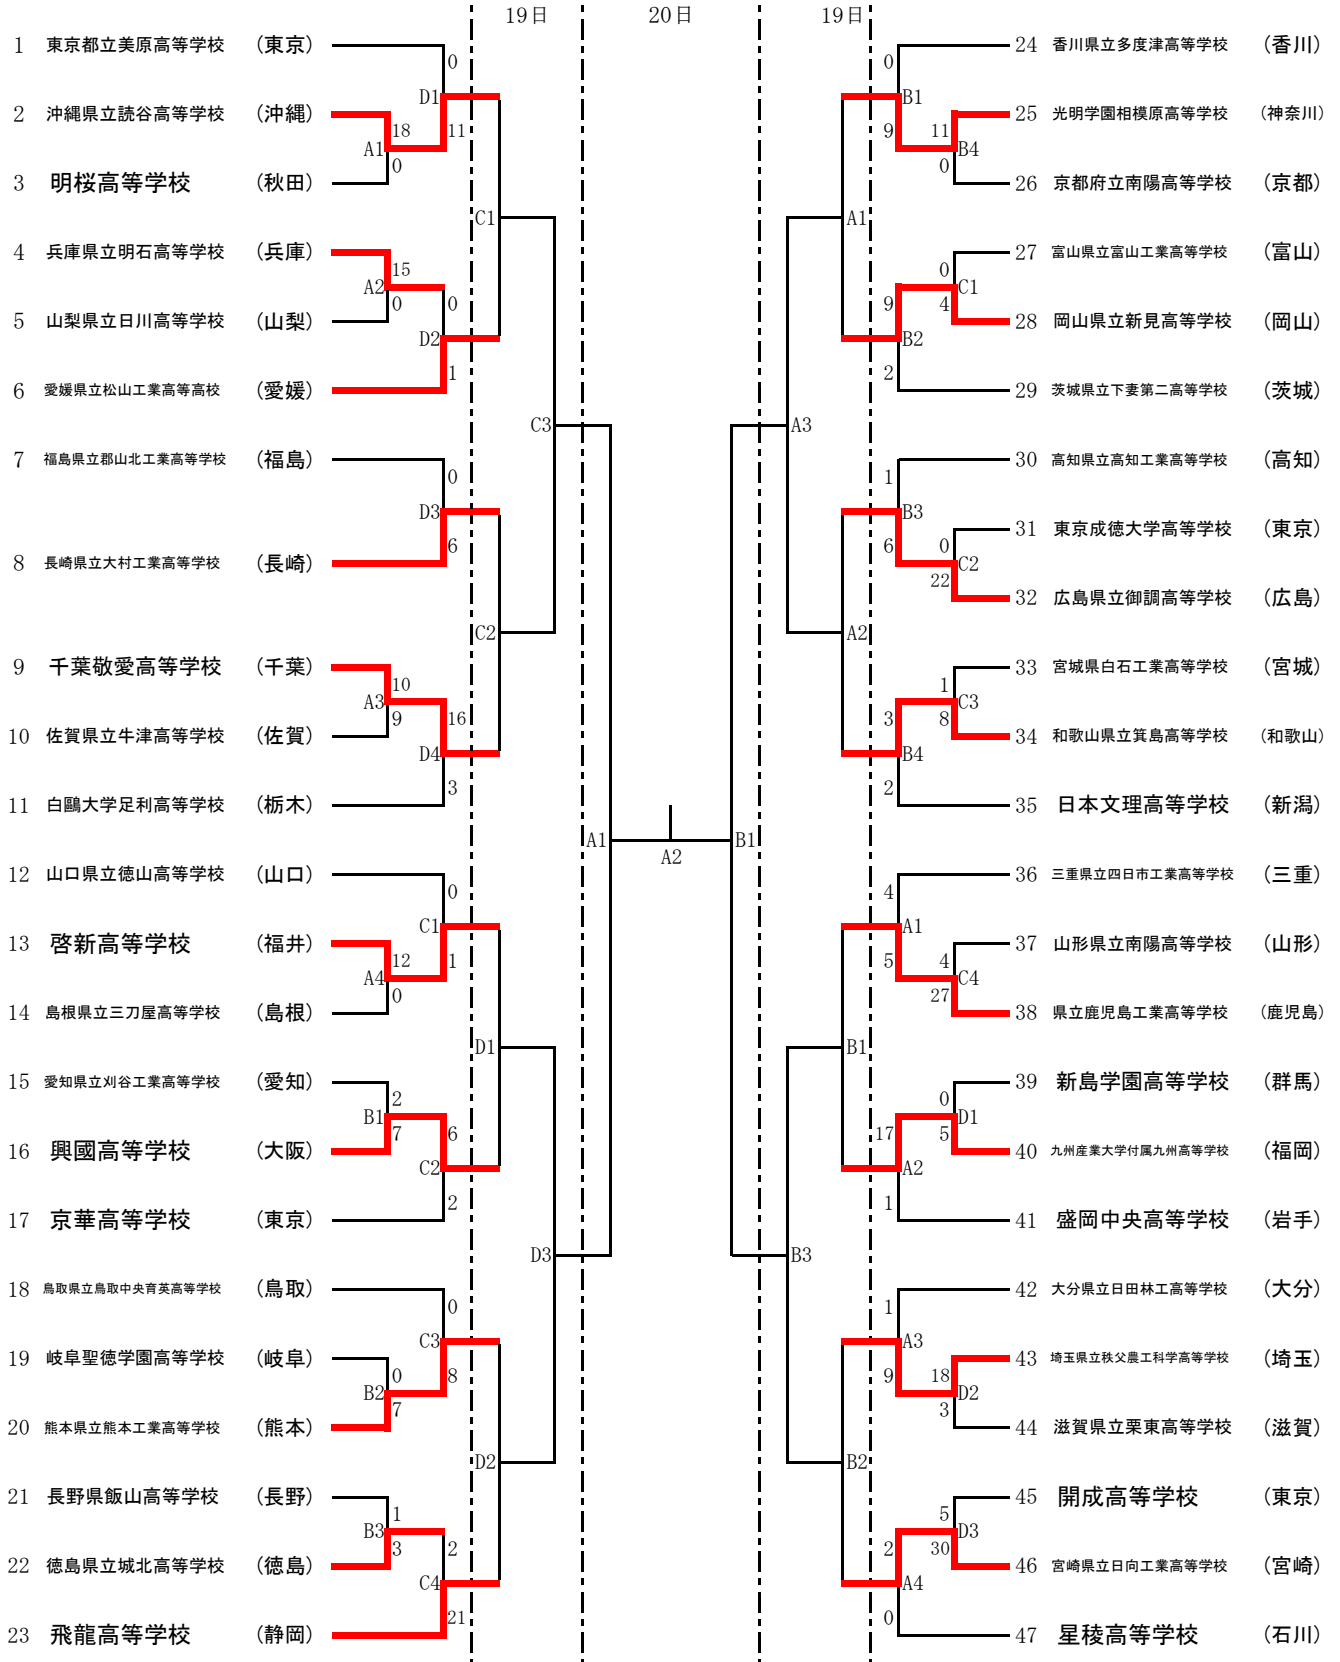 19日 20日 19日
1 東京都立美原高等学校 （東京）
0
D1
2 沖縄県立読谷高等学校 （沖縄）
18 11
A1
0
3 明桜高等学校 （秋田）
C1
4 兵庫県立明石高等学校 （兵庫）
15
A2
0 0
5 山梨県立日川高等学校 （山梨）
D2
1
6 愛媛県立松山工業高等高校 （愛媛）
C3
7 福島県立郡山北工業高等学校 （福島）
0
D3
6
8 長崎県立大村工業高等学校 （長崎）
C2
9 千葉敬愛高等学校 （千葉）
10
A3
9 16
10 佐賀県立牛津高等学校 （佐賀）
D4
3
11 白鷗大学足利高等学校 （栃木）
A1 A2 B1
12 山口県立徳山高等学校 （山口）
0
C1
13 啓新高等学校 （福井）
12 1
A4
0
14 島根県立三刀屋高等学校 （島根）
D1
15 愛知県立刈谷工業高等学校 （愛知）
2
B1
7 6
16 興國高等学校 （大阪）
C2
2
17 京華高等学校 （東京）
D3
18 鳥取県立鳥取中央育英高等学校 （鳥取）
0
C3
19 岐阜聖徳学園高等学校 （岐阜）
0 8
B2
7
20 熊本県立熊本工業高等学校 （熊本）
D2
21 長野県飯山高等学校 （長野）
1
B3
3 2
22 徳島県立城北高等学校 （徳島）
C4
21
23 飛龍高等学校 （静岡）
24 香川県立多度津高等学校 （香川）
0
B1
25 光明学園相模原高等学校 （神奈川）
9 11
B4
0
26 京都府立南陽高等学校 （京都）
A1
27 富山県立富山工業高等学校 （富山）
0
C1
9 4
28 岡山県立新見高等学校 （岡山）
B2
2
29 茨城県立下妻第二高等学校 （茨城）
A3
30 高知県立高知工業高等学校 （高知）
1
B3
31 東京成徳大学高等学校 （東京）
6 0
C2
22
32 広島県立御調高等学校 （広島）
A2
33 宮城県白石工業高等学校 （宮城）
1
C3
3 8
34 和歌山県立箕島高等学校 （和歌山）
B4
2
35 日本文理高等学校 （新潟）
36 三重県立四日市工業高等学校 （三重）
4
A1
37 山形県立南陽高等学校 （山形）
5 4
C4
27
38 県立鹿児島工業高等学校 （鹿児島）
B1
39 新島学園高等学校 （群馬）
0
D1
17 5
40 九州産業大学付属九州高等学校 （福岡）
A2
1
41 盛岡中央高等学校 （岩手）
B3
42 大分県立日田林工高等学校 （大分）
1
A3
43 埼玉県立秩父農工科学高等学校 （埼玉）
9 18
D2
3
44 滋賀県立栗東高等学校 （滋賀）
B2
45 開成高等学校 （東京）
5
D3
2 30
46 宮崎県立日向工業高等学校 （宮崎）
A4
0
47 星稜高等学校 （石川）